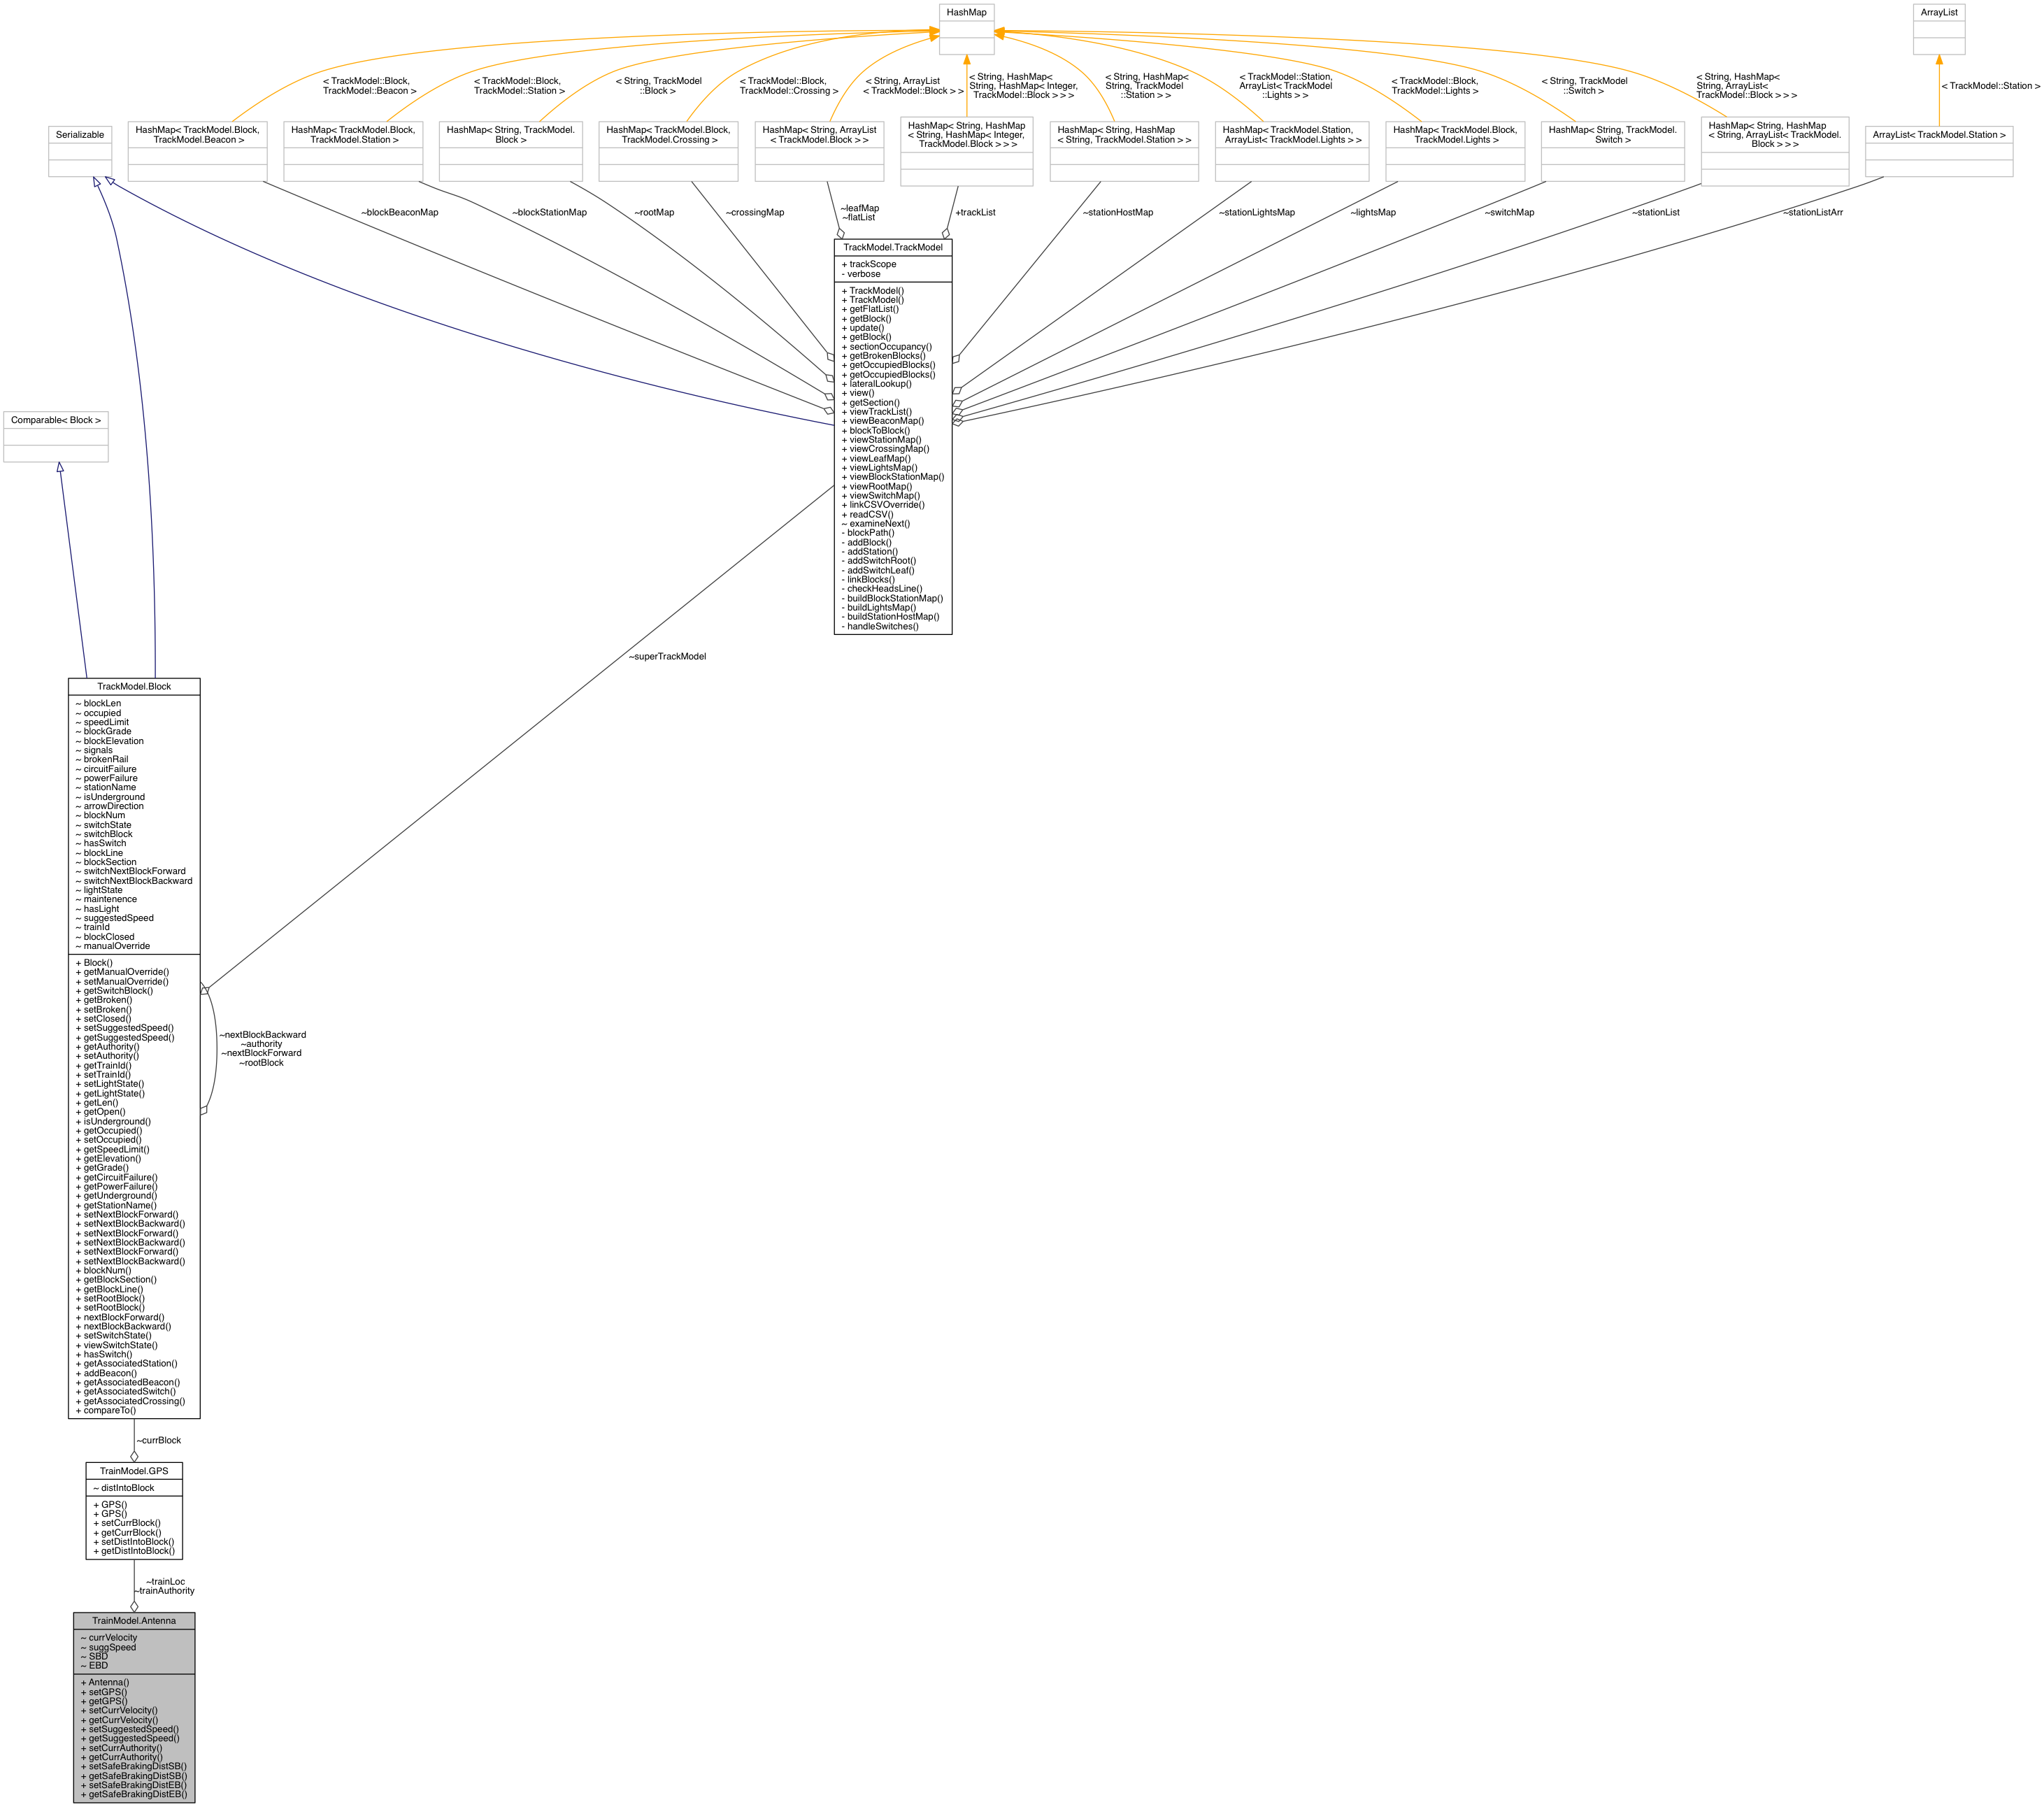 HashMap
ArrayList
< TrackModel::Block,
TrackModel::Beacon >
< TrackModel::Block,
TrackModel::Station >
< String, TrackModel
::Block >
< TrackModel::Block,
TrackModel::Crossing >
< String, ArrayList
< TrackModel::Block > >
< String, HashMap<
String, HashMap< Integer,
TrackModel::Block > > >
< String, HashMap<
String, TrackModel
::Station > >
< TrackModel::Station,
ArrayList< TrackModel
::Lights > >
< TrackModel::Block,
TrackModel::Lights >
< String, TrackModel
::Switch >
< String, HashMap<
String, ArrayList<
TrackModel::Block > > >
< TrackModel::Station >
Serializable
HashMap< TrackModel.Block,
TrackModel.Beacon >
HashMap< TrackModel.Block,
TrackModel.Station >
HashMap< String, TrackModel.
Block >
HashMap< TrackModel.Block,
TrackModel.Crossing >
HashMap< String, ArrayList
< TrackModel.Block > >
HashMap< String, HashMap
< String, HashMap< Integer,
TrackModel.Block > > >
HashMap< String, HashMap
< String, TrackModel.Station > >
HashMap< TrackModel.Station,
ArrayList< TrackModel.Lights > >
HashMap< TrackModel.Block,
TrackModel.Lights >
HashMap< String, TrackModel.
Switch >
HashMap< String, HashMap
< String, ArrayList< TrackModel.
Block > > >
ArrayList< TrackModel.Station >
~blockBeaconMap
~blockStationMap
~rootMap
~crossingMap
~leafMap
~flatList
+trackList
~stationHostMap
~stationLightsMap
~lightsMap
~switchMap
~stationList
~stationListArr
TrackModel.TrackModel
+ trackScope
- verbose
+ TrackModel()
+ TrackModel()
+ getFlatList()
+ getBlock()
+ update()
+ getBlock()
+ sectionOccupancy()
+ getBrokenBlocks()
+ getOccupiedBlocks()
+ getOccupiedBlocks()
+ lateralLookup()
+ view()
+ getSection()
+ viewTrackList()
+ viewBeaconMap()
+ blockToBlock()
+ viewStationMap()
+ viewCrossingMap()
+ viewLeafMap()
+ viewLightsMap()
+ viewBlockStationMap()
+ viewRootMap()
+ viewSwitchMap()
+ linkCSVOverride()
+ readCSV()
~ examineNext()
- blockPath()
- addBlock()
- addStation()
- addSwitchRoot()
- addSwitchLeaf()
- linkBlocks()
- checkHeadsLine()
- buildBlockStationMap()
- buildLightsMap()
- buildStationHostMap()
- handleSwitches()
Comparable< Block >
~superTrackModel
TrackModel.Block
~ blockLen
~ occupied
~ speedLimit
~ blockGrade
~ blockElevation
~ signals
~ brokenRail
~ circuitFailure
~ powerFailure
~ stationName
~ isUnderground
~ arrowDirection
~ blockNum
~ switchState
~ switchBlock
~ hasSwitch
~ blockLine
~ blockSection
~ switchNextBlockForward
~ switchNextBlockBackward
~ lightState
~ maintenence
~ hasLight
~ suggestedSpeed
~ trainId
~ blockClosed
~ manualOverride
+ Block()
+ getManualOverride()
+ setManualOverride()
+ getSwitchBlock()
+ getBroken()
+ setBroken()
+ setClosed()
+ setSuggestedSpeed()
+ getSuggestedSpeed()
+ getAuthority()
+ setAuthority()
+ getTrainId()
+ setTrainId()
+ setLightState()
+ getLightState()
+ getLen()
+ getOpen()
+ isUnderground()
+ getOccupied()
+ setOccupied()
+ getSpeedLimit()
+ getElevation()
+ getGrade()
+ getCircuitFailure()
+ getPowerFailure()
+ getUnderground()
+ getStationName()
+ setNextBlockForward()
+ setNextBlockBackward()
+ setNextBlockForward()
+ setNextBlockBackward()
+ setNextBlockForward()
+ setNextBlockBackward()
+ blockNum()
+ getBlockSection()
+ getBlockLine()
+ setRootBlock()
+ setRootBlock()
+ nextBlockForward()
+ nextBlockBackward()
+ setSwitchState()
+ viewSwitchState()
+ hasSwitch()
+ getAssociatedStation()
+ addBeacon()
+ getAssociatedBeacon()
+ getAssociatedSwitch()
+ getAssociatedCrossing()
+ compareTo()
~nextBlockBackward
~authority
~nextBlockForward
~rootBlock
~currBlock
TrainModel.GPS
~ distIntoBlock
+ GPS()
+ GPS()
+ setCurrBlock()
+ getCurrBlock()
+ setDistIntoBlock()
+ getDistIntoBlock()
~trainLoc
~trainAuthority
TrainModel.Antenna
~ currVelocity
~ suggSpeed
~ SBD
~ EBD
+ Antenna()
+ setGPS()
+ getGPS()
+ setCurrVelocity()
+ getCurrVelocity()
+ setSuggestedSpeed()
+ getSuggestedSpeed()
+ setCurrAuthority()
+ getCurrAuthority()
+ setSafeBrakingDistSB()
+ getSafeBrakingDistSB()
+ setSafeBrakingDistEB()
+ getSafeBrakingDistEB()